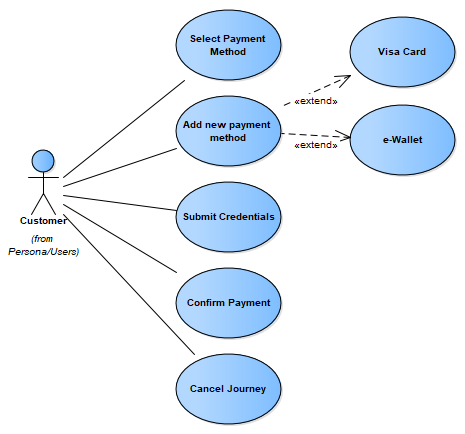 Select Payment
Method
Visa Card
«extend»
Add new payment
method
«extend»
e-Wallet
Customer
(from
Persona/Users)
Submit Credentials
Confirm Payment
Cancel Journey